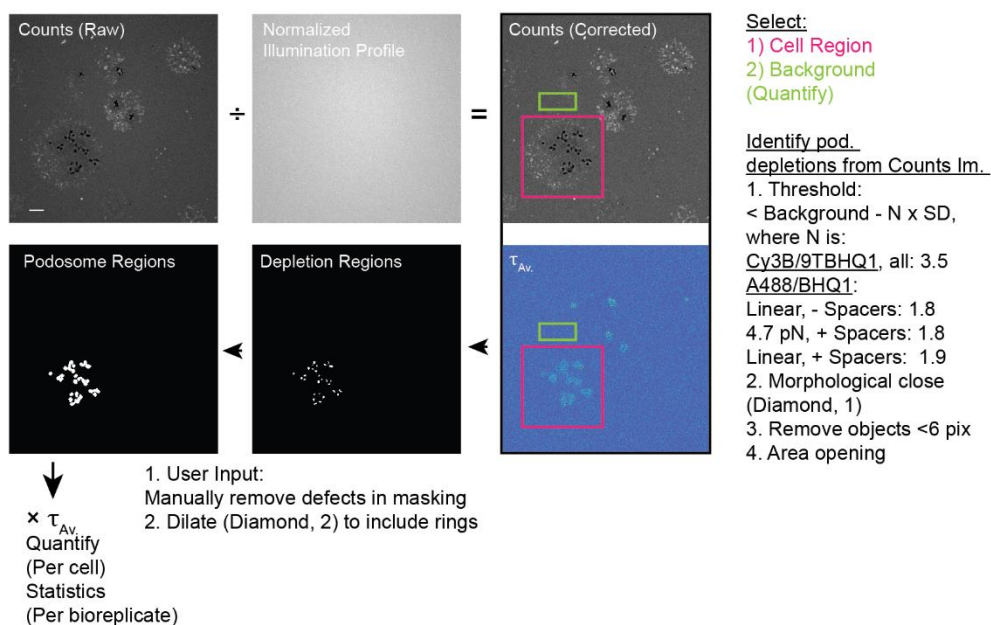 Counts (Raw)
÷
Normalized
Illumination Profile
=
Counts (Corrected)
Select:
1) Cell Region
2) Background
(Quantify)
Identify pod.
depletions from Counts Im.
1. Threshold:
< Background - N x SD,
where N is:
Cy3B/9TBHQ1, all: 3.5
A488/BHQ1:
Linear, - Spacers: 1.8
4.7 pN, + Spacers: 1.8
Linear, + Spacers: 1.9
2. Morphological close
(Diamond, 1)
3. Remove objects <6 pix
4. Area opening
τAv.
Depletion Regions
Podosome Regions
1. User Input:
Manually remove defects in masking
2. Dilate (Diamond, 2) to include rings
× τAv.
Quantify
(Per cell)
Statistics
(Per bioreplicate)